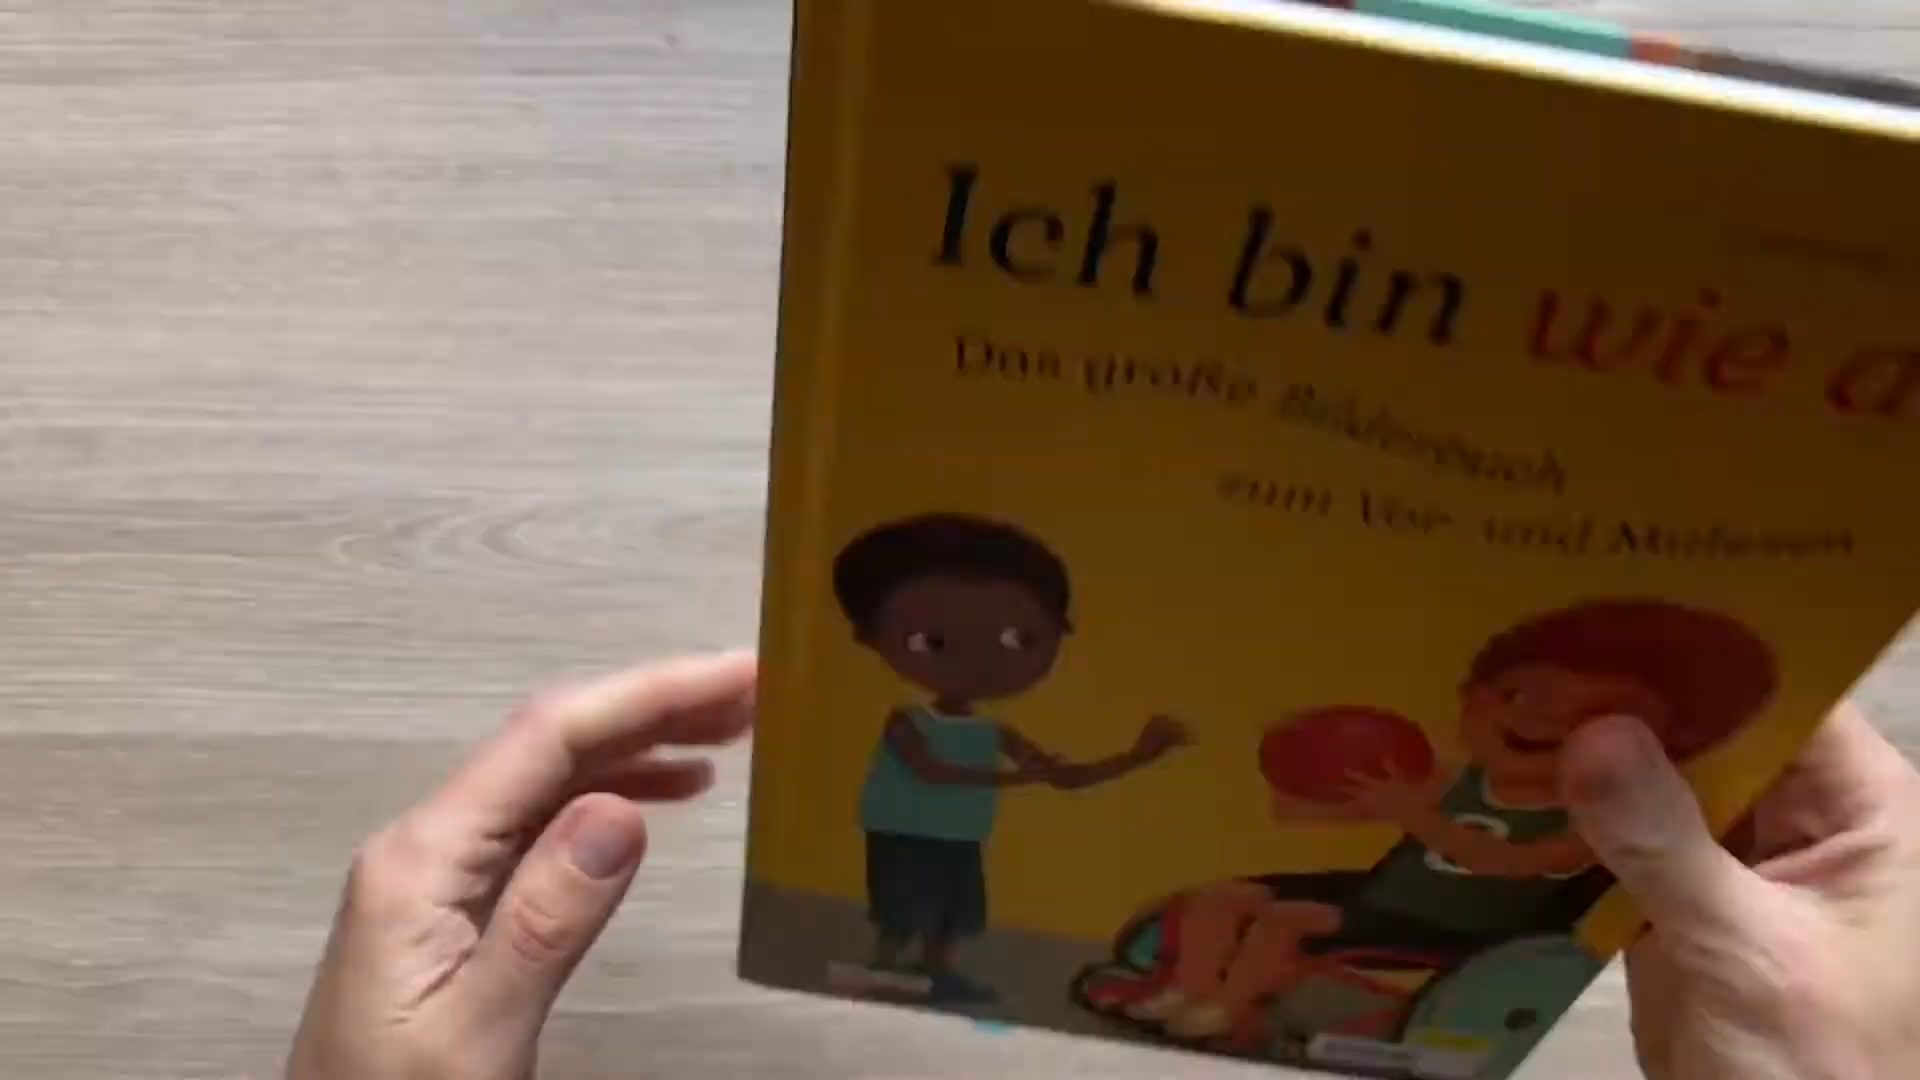 Ich bin wie d
Das große Bilderbuch
zum Vor- und Mitlesen